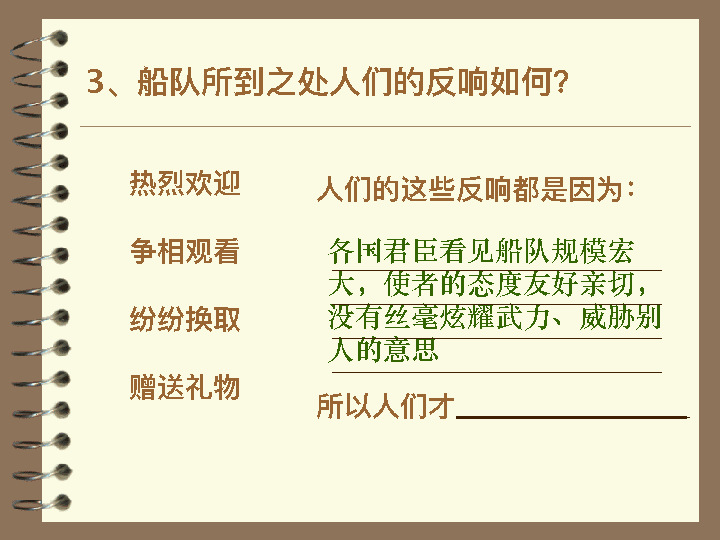 3、船队所到之处人们的反响如何?
热烈欢迎
争相观看
纷纷换取
赠送礼物
人们的这些反响都是因为：
各国君臣看见船队规模宏
大，使者的态度友好亲切，
没有丝毫炫耀武力、威胁别
人的意思
所以人们才